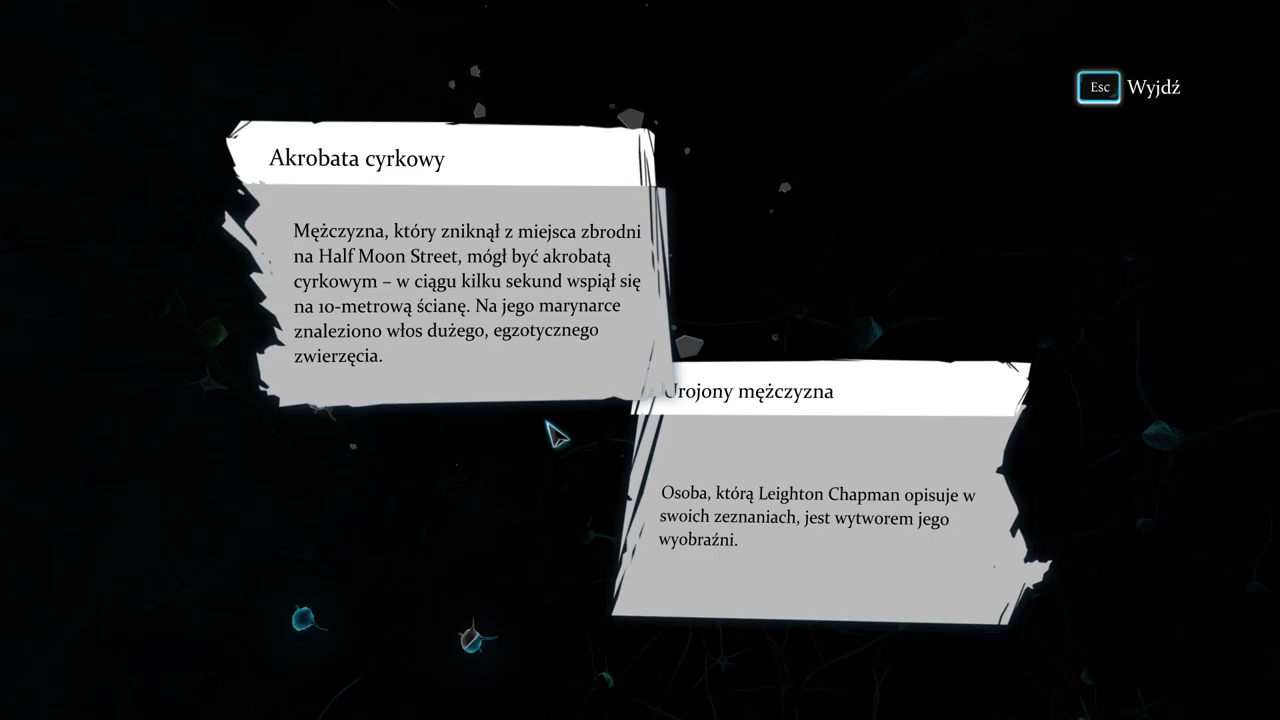 Esc Wyjdź
Akrobata cyrkowy
Mężczyzna, który zniknął z miejsca zbrodni
na Half Moon Street, mógł być akrobatą
cyrkowym – w ciągu kilku sekund wspiął się
na 10-metrową ścianę. Na jego marynarce
znaleziono włos dużego, egzotycznego
zwierzęcia.
Urojony mężczyzna
Osoba, którą Leighton Chapman opisuje w
swoich zeznaniach, jest wytworem jego
wyobraźni.